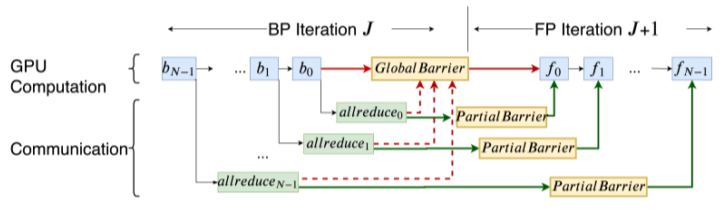 BP Iteration J
FP Iteration J+1
GPU
Computation
b_{N-1} ... b_1 b_0 Global Barrier f_0 f_1 ... f_{N-1}
allreduce_0 Partial Barrier
Communication
allreduce_1 Partial Barrier
...
allreduce_{N-1} Partial Barrier